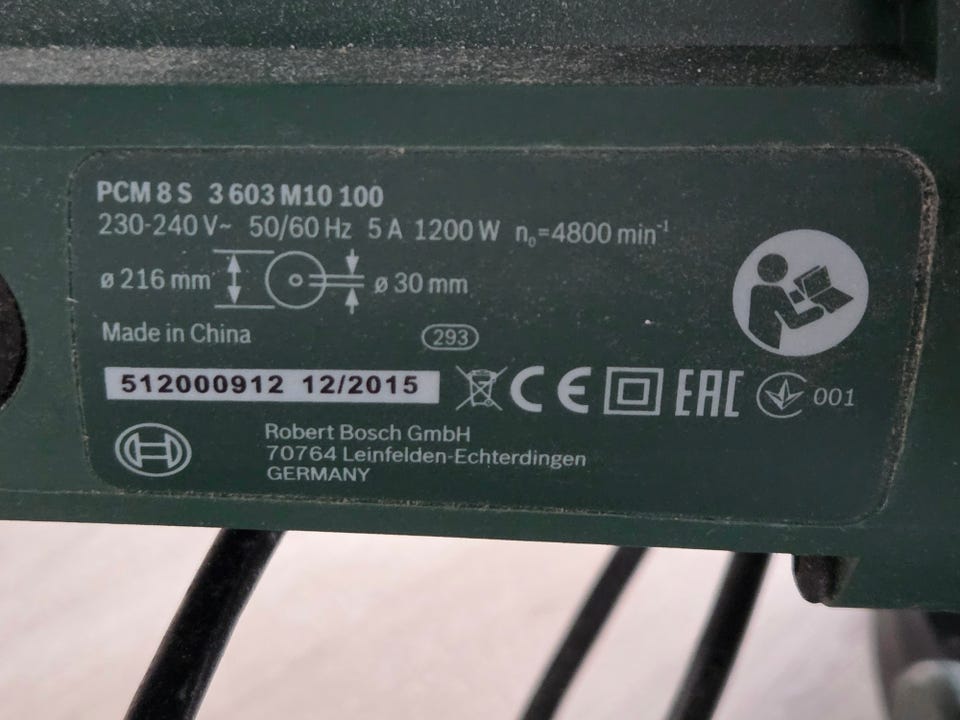 PCM 8 S 3 603 M10 100
230-240 V~ 50/60 Hz 5 A 1200 W n₀=4800 min⁻¹
ø 216 mm ø 30 mm
Made in China 293
512000912 12/2015 CE EAC 001
Robert Bosch GmbH
70764 Leinfelden-Echterdingen
GERMANY